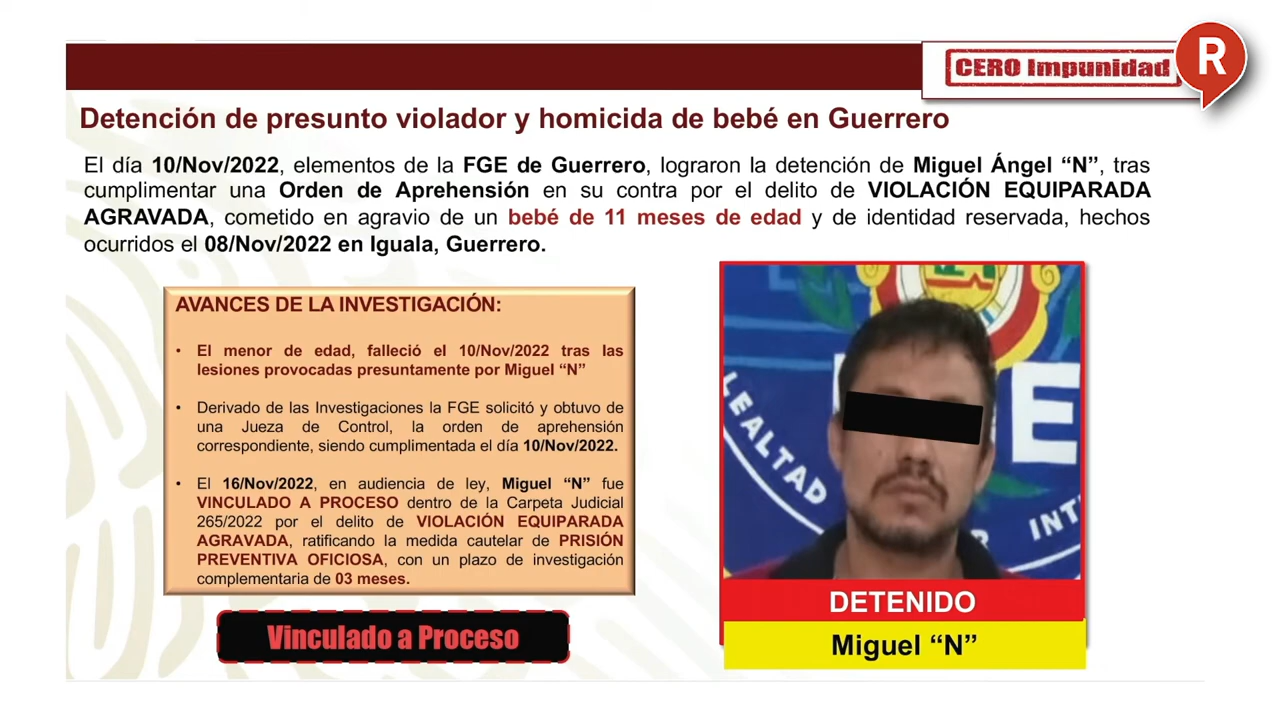 CERO Impunidad
R
Detención de presunto violador y homicida de bebé en Guerrero
El día 10/Nov/2022, elementos de la FGE de Guerrero, lograron la detención de Miguel Ángel “N”, tras
cumplimentar una Orden de Aprehensión en su contra por el delito de VIOLACIÓN EQUIPARADA
AGRAVADA, cometido en agravio de un bebé de 11 meses de edad y de identidad reservada, hechos
ocurridos el 08/Nov/2022 en Iguala, Guerrero.
AVANCES DE LA INVESTIGACIÓN:
• El menor de edad, falleció el 10/Nov/2022 tras las
lesiones provocadas presuntamente por Miguel “N”
• Derivado de las Investigaciones la FGE solicitó y obtuvo de
una Jueza de Control, la orden de aprehensión
correspondiente, siendo cumplimentada el día 10/Nov/2022.
• El 16/Nov/2022, en audiencia de ley, Miguel “N” fue
VINCULADO A PROCESO dentro de la Carpeta Judicial
265/2022 por el delito de VIOLACIÓN EQUIPARADA
AGRAVADA, ratificando la medida cautelar de PRISIÓN
PREVENTIVA OFICIOSA, con un plazo de investigación
complementaria de 03 meses.
Vinculado a Proceso
LEALTAD
DETENIDO
Miguel “N”